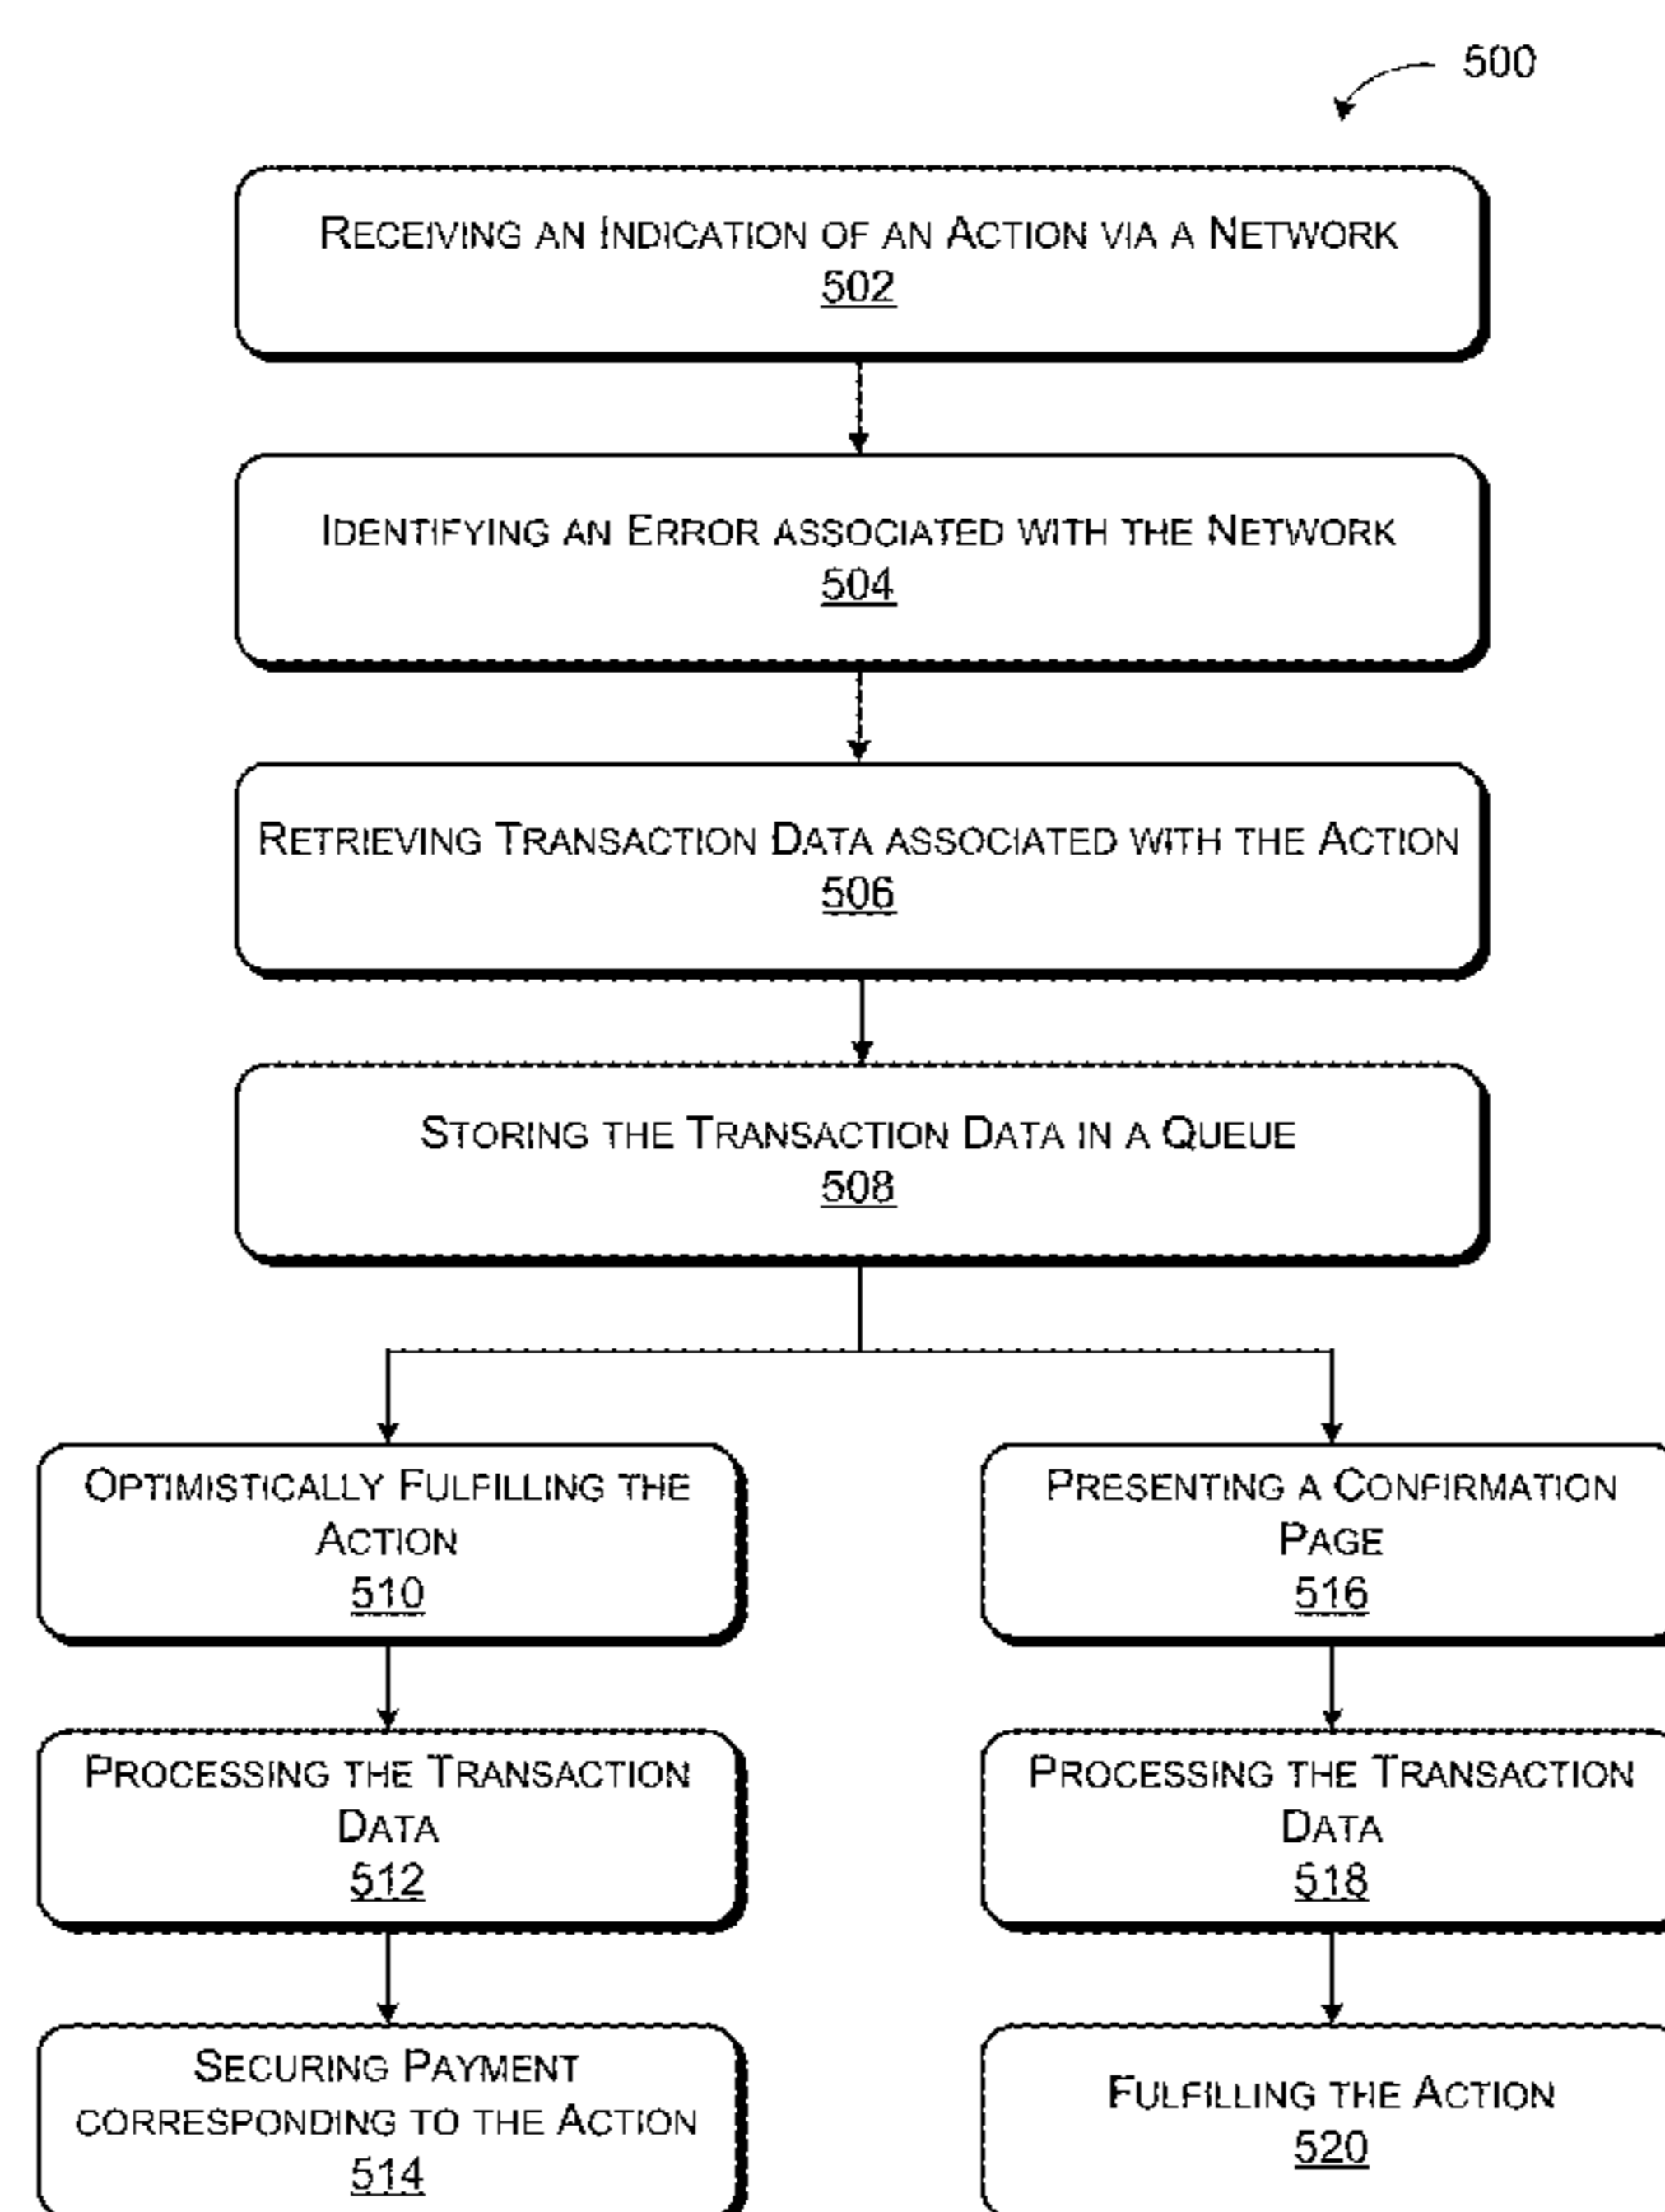 500
RECEIVING AN INDICATION OF AN ACTION VIA A NETWORK
502
IDENTIFYING AN ERROR ASSOCIATED WITH THE NETWORK
504
RETRIEVING TRANSACTION DATA ASSOCIATED WITH THE ACTION
506
STORING THE TRANSACTION DATA IN A QUEUE
508
OPTIMISTICALLY FULFILLING THE
ACTION
510
PROCESSING THE TRANSACTION
DATA
512
SECURING PAYMENT
CORRESPONDING TO THE ACTION
514
PRESENTING A CONFIRMATION
PAGE
516
PROCESSING THE TRANSACTION
DATA
518
FULFILLING THE ACTION
520